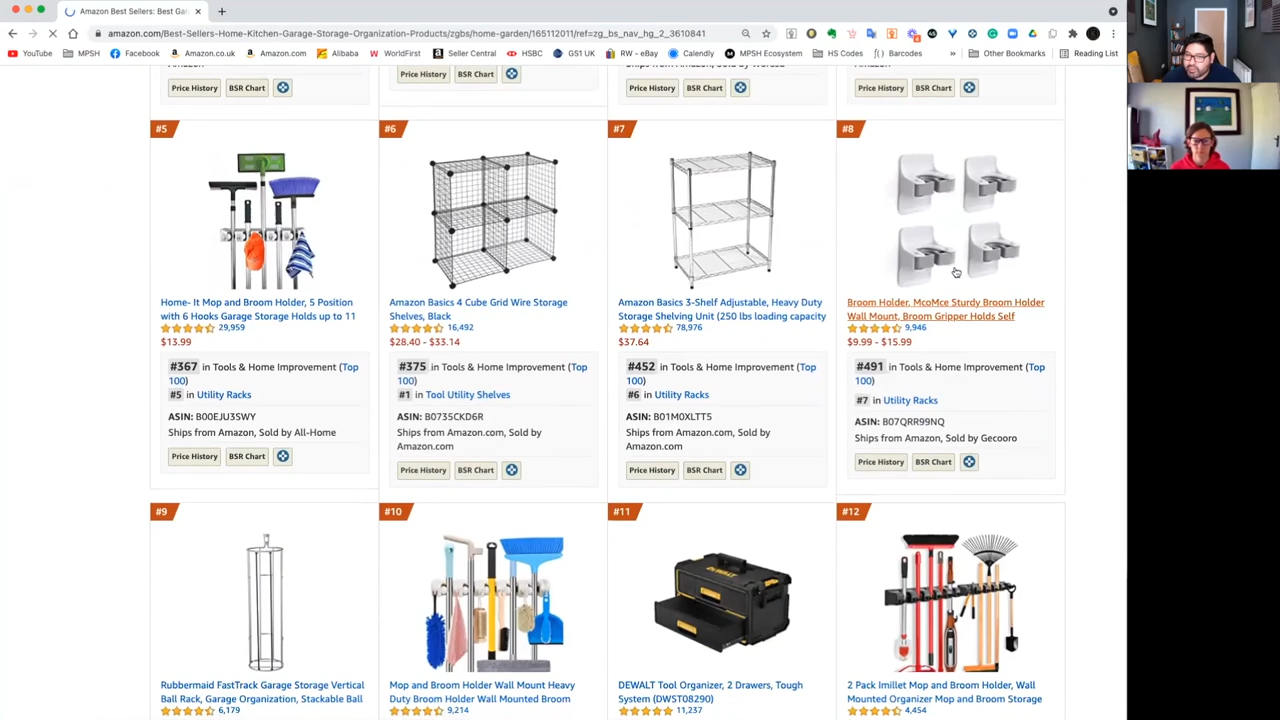 Amazon Best Sellers: Best Gar
amazon.com/Best-Sellers-Home-Kitchen-Garage-Storage-Organization-Products/zgbs/home-garden/165112011/ref=zg_bs_nav_hg_2_3610841
YouTube MPSH Facebook Amazon.co.uk Amazon.com Alibaba WorldFirst Seller Central HSBC GS1 UK RW - eBay Calendly MPSH Ecosystem HS Codes Barcodes » Other Bookmarks Reading List
Price History BSR Chart
Price History BSR Chart
Price History BSR Chart
Price History BSR Chart
#5
Home- It Mop and Broom Holder, 5 Position
with 6 Hooks Garage Storage Holds up to 11
29,959
$13.99
#367 in Tools & Home Improvement (Top
100)
#5 in Utility Racks
ASIN: B00EJU3SWY
Ships from Amazon, Sold by All-Home
Price History BSR Chart
#6
Amazon Basics 4 Cube Grid Wire Storage
Shelves, Black
16,492
$28.40 - $33.14
#375 in Tools & Home Improvement (Top
100)
#1 in Tool Utility Shelves
ASIN: B0735CKD6R
Ships from Amazon.com, Sold by
Amazon.com
Price History BSR Chart
#7
Amazon Basics 3-Shelf Adjustable, Heavy Duty
Storage Shelving Unit (250 lbs loading capacity
78,976
$37.64
#452 in Tools & Home Improvement (Top
100)
#6 in Utility Racks
ASIN: B01M0XLTT5
Ships from Amazon.com, Sold by
Amazon.com
Price History BSR Chart
#8
Broom Holder, McoMce Sturdy Broom Holder
Wall Mount, Broom Gripper Holds Self
9,946
$9.99 - $15.99
#491 in Tools & Home Improvement (Top
100)
#7 in Utility Racks
ASIN: B07QRR99NQ
Ships from Amazon, Sold by Gecooro
Price History BSR Chart
#9
Rubbermaid FastTrack Garage Storage Vertical
Ball Rack, Garage Organization, Stackable Ball
6,179
#10
Mop and Broom Holder Wall Mount Heavy
Duty Broom Holder Wall Mounted Broom
9,214
#11
DEWALT
DEWALT Tool Organizer, 2 Drawers, Tough
System (DWST08290)
11,237
#12
2 Pack Imillet Mop and Broom Holder, Wall
Mounted Organizer Mop and Broom Storage
4,454